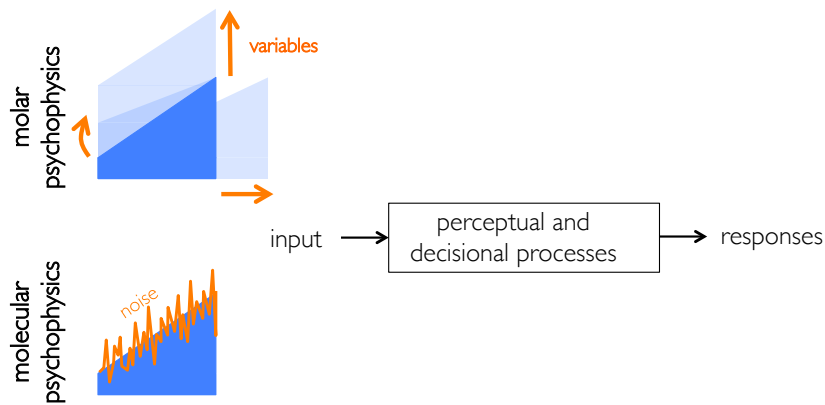 molar
psychophysics
variables
input
perceptual and
decisional processes
responses
molecular
psychophysics
noise